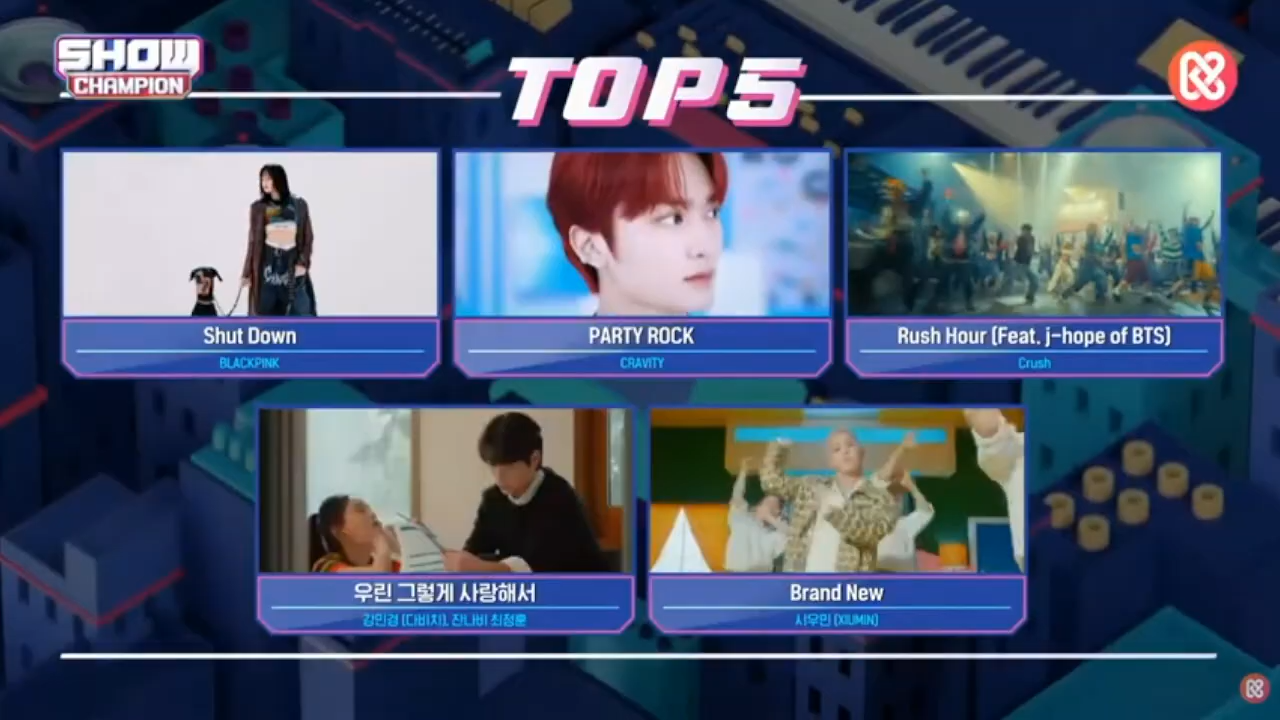 SHOW
CHAMPION
TOP5
Shut Down
BLACKPINK
PARTY ROCK
CRAVITY
Rush Hour (Feat. j-hope of BTS)
Crush
우린 그렇게 사랑해서
강민경 (다비치), 잔나비 최정훈
Brand New
시우민 (XIUMIN)